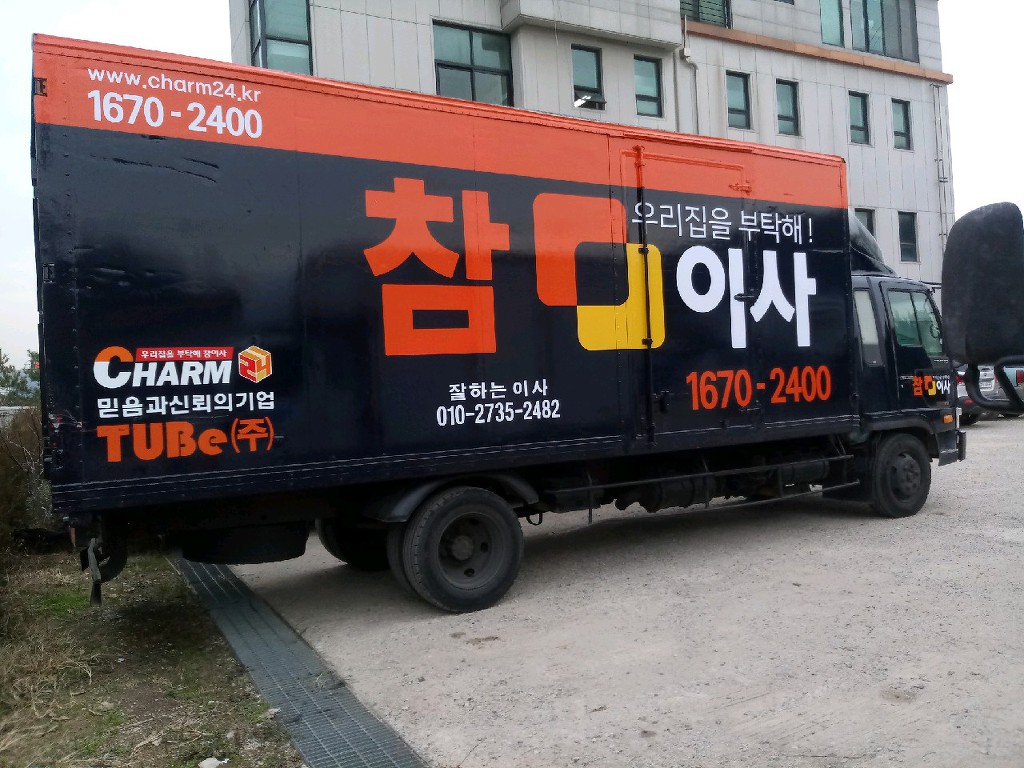 www.charm24.kr
1670-2400
우리집을 부탁해!
참 이사
1670-2400
우리집을 부탁해 참이사
CHARM 24
믿음과신뢰의기업
TUBe(주)
잘하는 이사
010-2735-2482
참 이사